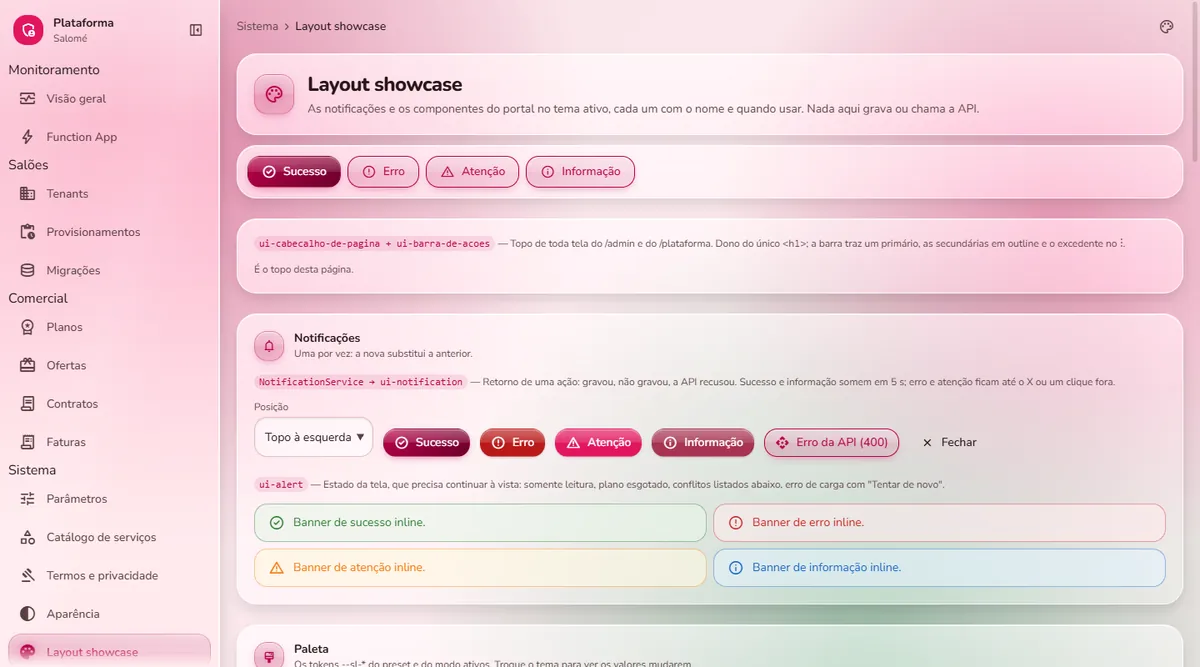 Plataforma
Salomé
Monitoramento
Visão geral
Function App
Salões
Tenants
Provisionamentos
Migrações
Comercial
Planos
Ofertas
Contratos
Faturas
Sistema
Parâmetros
Catálogo de serviços
Termos e privacidade
Aparência
Layout showcase
Sistema › Layout showcase
Layout showcase
As notificações e os componentes do portal no tema ativo, cada um com o nome e quando usar. Nada aqui grava ou chama a API.
Sucesso Erro Atenção Informação
ui-cabecalho-de-pagina + ui-barra-de-acoes — Topo de toda tela do /admin e do /plataforma. Dono do único <h1>; a barra traz um primário, as secundárias em outline e o excedente no ⋮.
É o topo desta página.
Notificações
Uma por vez: a nova substitui a anterior.
NotificationService → ui-notification — Retorno de uma ação: gravou, não gravou, a API recusou. Sucesso e informação somem em 5 s; erro e atenção ficam até o X ou um clique fora.
Posição
Topo à esquerda ▼ Sucesso Erro Atenção Informação Erro da API (400) × Fechar
ui-alert — Estado da tela, que precisa continuar à vista: somente leitura, plano esgotado, conflitos listados abaixo, erro de carga com "Tentar de novo".
Banner de sucesso inline. Banner de erro inline.
Banner de atenção inline. Banner de informação inline.
Paleta
Os tokens --sl-* do preset e do modo ativos. Troque o tema para ver os valores mudarem.